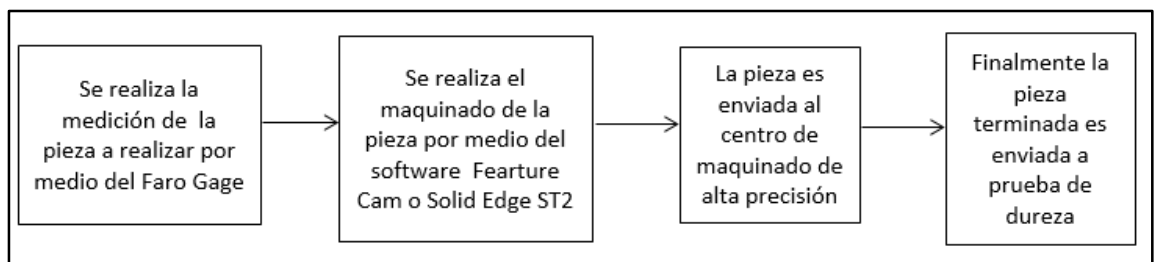 Se realiza la
medición de la
pieza a realizar por
medio del Faro Gage
Se realiza el
maquinado de la
pieza por medio del
software Fearture
Cam o Solid Edge ST2
La pieza es
enviada al
centro de
maquinado de
alta precisión
Finalmente la
pieza
terminada es
enviada a
prueba de
dureza